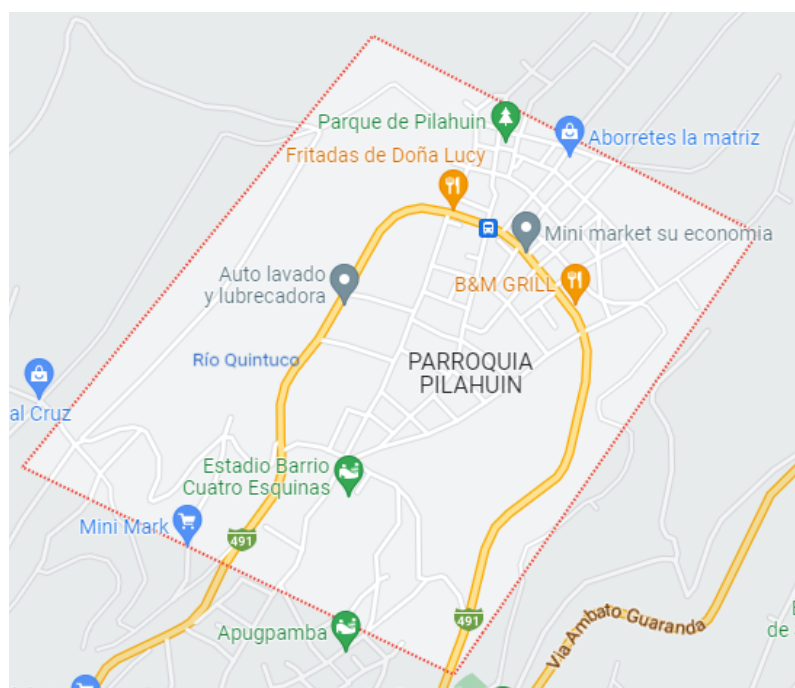 Parque de Pilahuin
Aborretes la matriz
Fritadas de Doña Lucy
Mini market su economia
Auto lavado
y lubrecadora
B&M GRILL
Río Quintuco
PARROQUIA
PILAHUIN
al Cruz
Estadio Barrio
Cuatro Esquinas
Mini Mark
491
491
Apugpamba
Via Ambato Guaranda
E
de